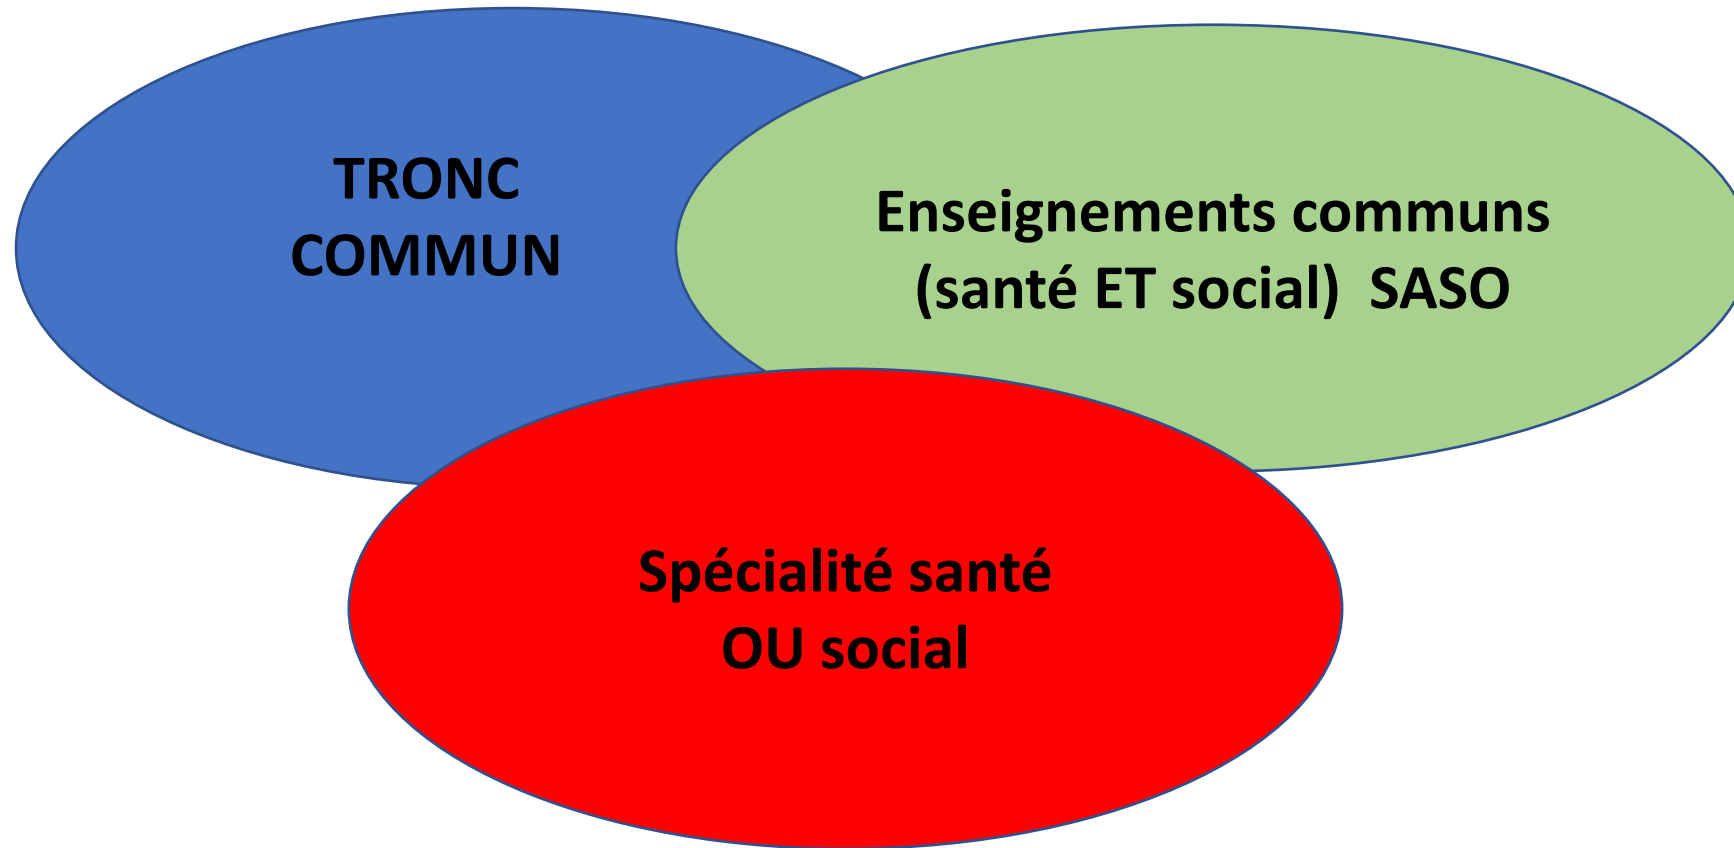 TRONC
COMMUN
Enseignements communs
(santé ET social)  SASO
Spécialité santé
OU social